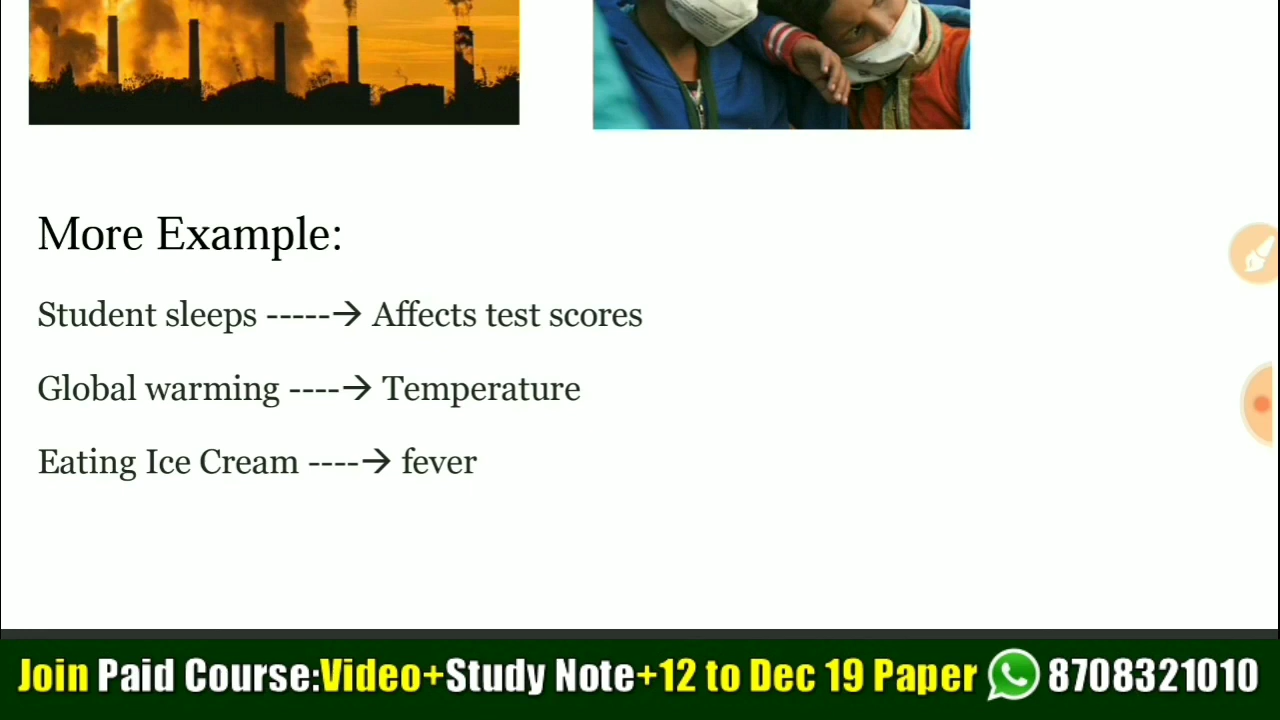 More Example:
Student sleeps -----→ Affects test scores
Global warming ----→ Temperature
Eating Ice Cream ----→ fever
Join Paid Course:Video+Study Note+12 to Dec 19 Paper 8708321010